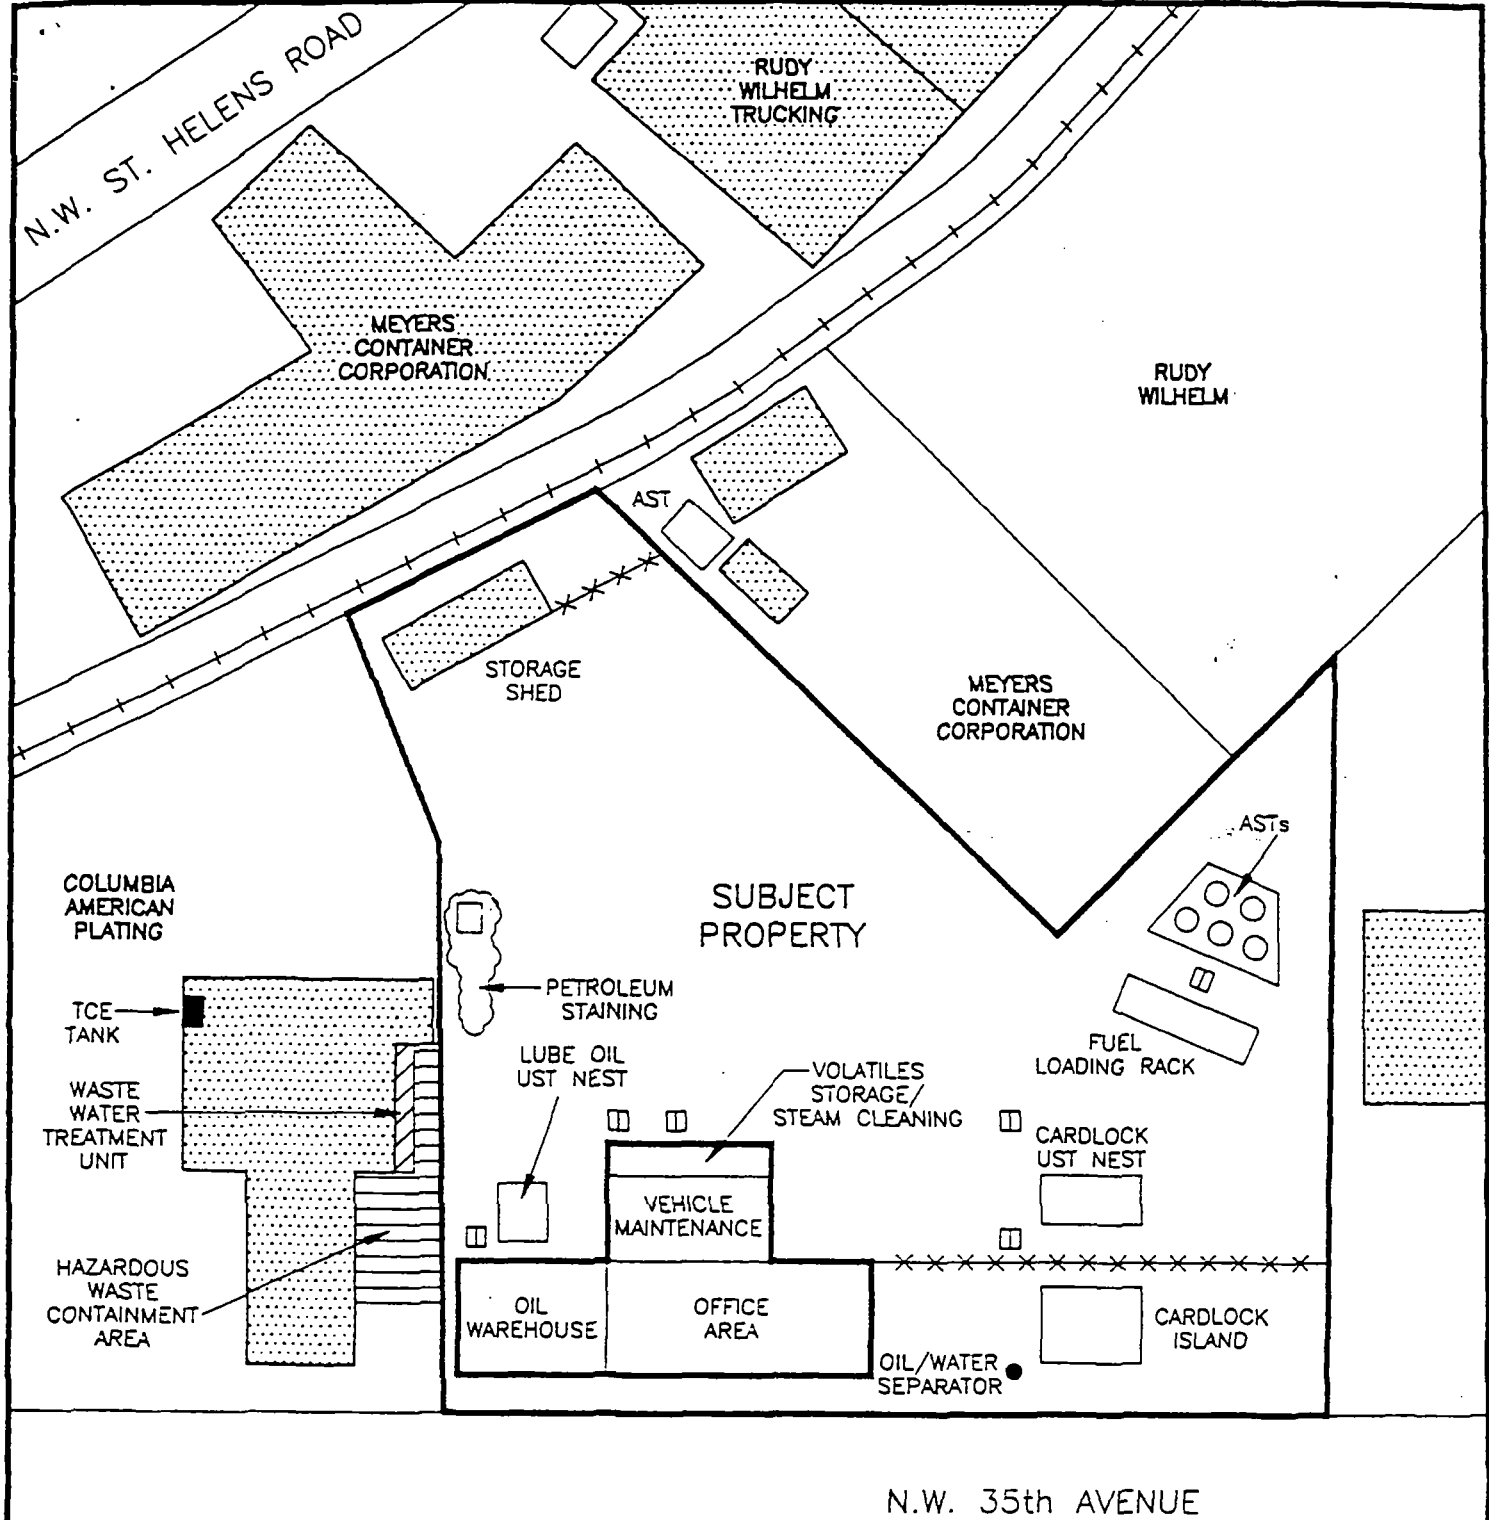 N.W. ST. HELENS ROAD
RUDY
WILHELM
TRUCKING
MEYERS
CONTAINER
CORPORATION
RUDY
WILHELM
AST
STORAGE
SHED
MEYERS
CONTAINER
CORPORATION
ASTs
COLUMBIA
AMERICAN
PLATING
SUBJECT
PROPERTY
TCE
TANK
PETROLEUM
STAINING
FUEL
LOADING RACK
LUBE OIL
UST NEST
VOLATILES
STORAGE/
STEAM CLEANING
WASTE
WATER
TREATMENT
UNIT
CARDLOCK
UST NEST
VEHICLE
MAINTENANCE
HAZARDOUS
WASTE
CONTAINMENT
AREA
OIL
WAREHOUSE
OFFICE
AREA
CARDLOCK
ISLAND
OIL/WATER
SEPARATOR
N.W. 35th AVENUE